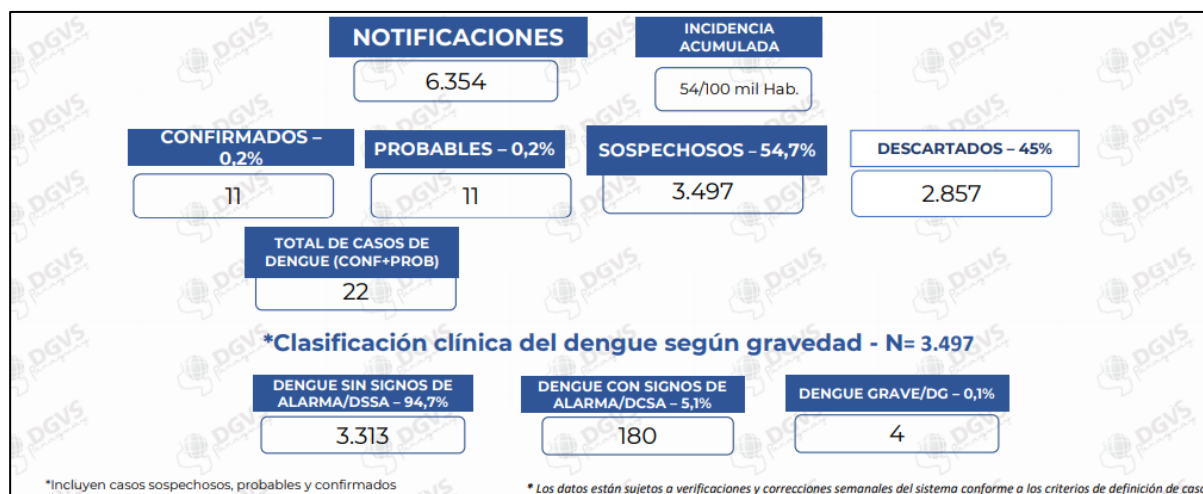 NOTIFICACIONES
6.354
INCIDENCIA
ACUMULADA
54/100 mil Hab.
CONFIRMADOS –
0,2%
11
PROBABLES – 0,2%
11
SOSPECHOSOS – 54,7%
3.497
DESCARTADOS – 45%
2.857
TOTAL DE CASOS DE
DENGUE (CONF+PROB)
22
*Clasificación clínica del dengue según gravedad - N= 3.497
DENGUE SIN SIGNOS DE
ALARMA/DSSA – 94,7%
3.313
DENGUE CON SIGNOS DE
ALARMA/DCSA – 5,1%
180
DENGUE GRAVE/DG – 0,1%
4
*Incluyen casos sospechosos, probables y confirmados
* Los datos están sujetos a verificaciones y correcciones semanales del sistema conforme a los criterios de definición de caso
DGVS